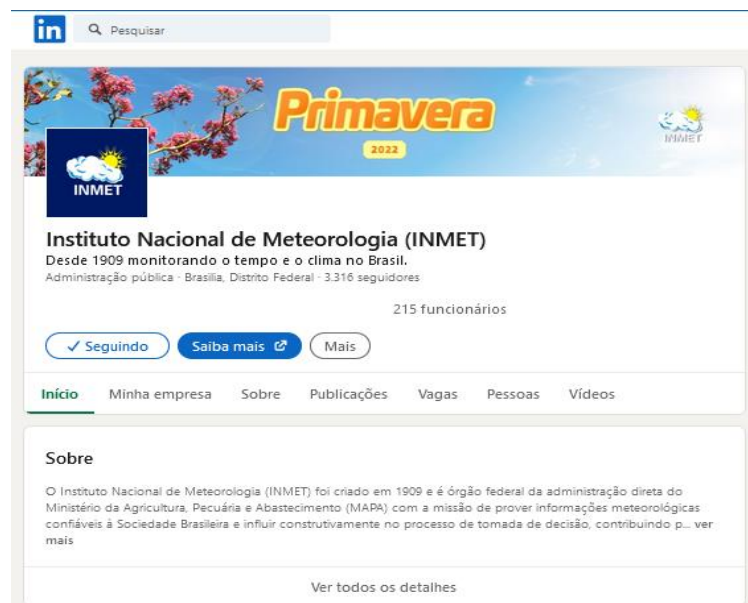 in Pesquisar
Primavera
2022
INMET
INMET
Instituto Nacional de Meteorologia (INMET)
Desde 1909 monitorando o tempo e o clima no Brasil.
Administração pública · Brasilia, Distrito Federal · 3.316 seguidores
215 funcionários
✓ Seguindo Saiba mais Mais
Início Minha empresa Sobre Publicações Vagas Pessoas Vídeos
Sobre
O Instituto Nacional de Meteorologia (INMET) foi criado em 1909 e é órgão federal da administração direta do
Ministério da Agricultura, Pecuária e Abastecimento (MAPA) com a missão de prover informações meteorológicas
confiáveis à Sociedade Brasileira e influir construtivamente no processo de tomada de decisão, contribuindo p... ver
mais
Ver todos os detalhes